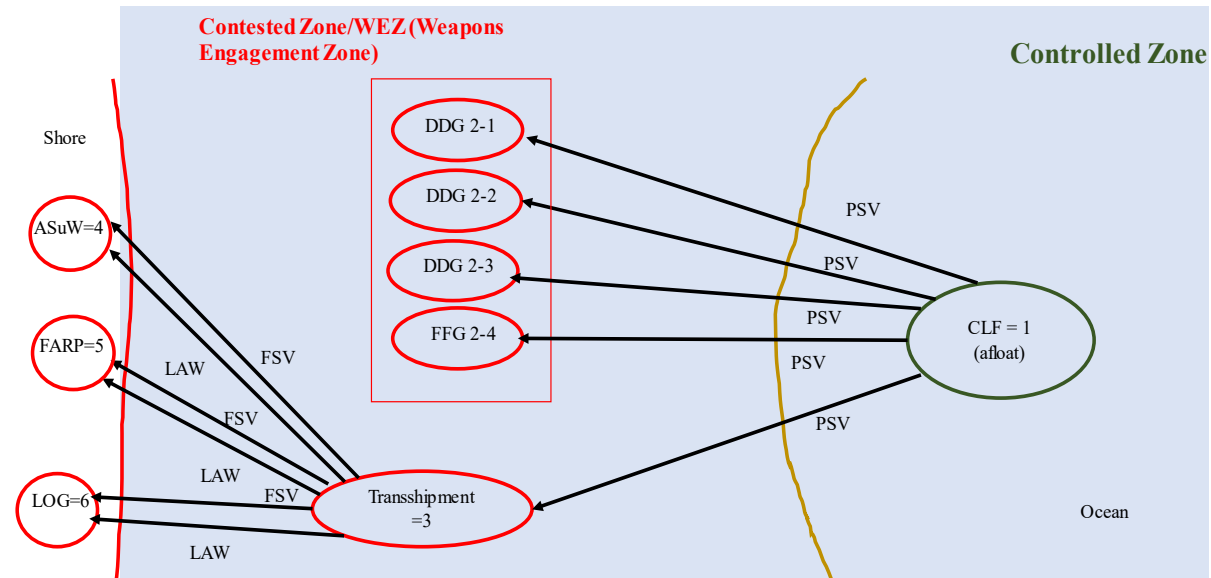 Contested Zone/WEZ (Weapons
Engagement Zone)
Controlled Zone
Shore
DDG 2-1
DDG 2-2
DDG 2-3
FFG 2-4
PSV
PSV
PSV
PSV
PSV
CLF = 1
(afloat)
ASuW=4
FARP=5
LOG=6
FSV
LAW
FSV
LAW
FSV
LAW
Transshipment
=3
Ocean